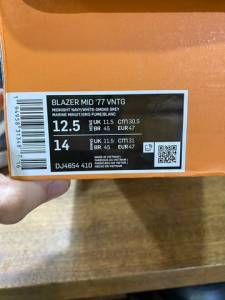 BLAZER MID '77 VNTG
MIDNIGHT NAVY/WHITE-SMOKE GREY
MARINE MINUIT/GRIS FUME/BLANC
12.5 UK 11.5 CM 30.5
BR 45 EUR 47
14 UK 11.5 CM 31
BR 45 EUR 47
DJ4654 410
MADE IN VIETNAM